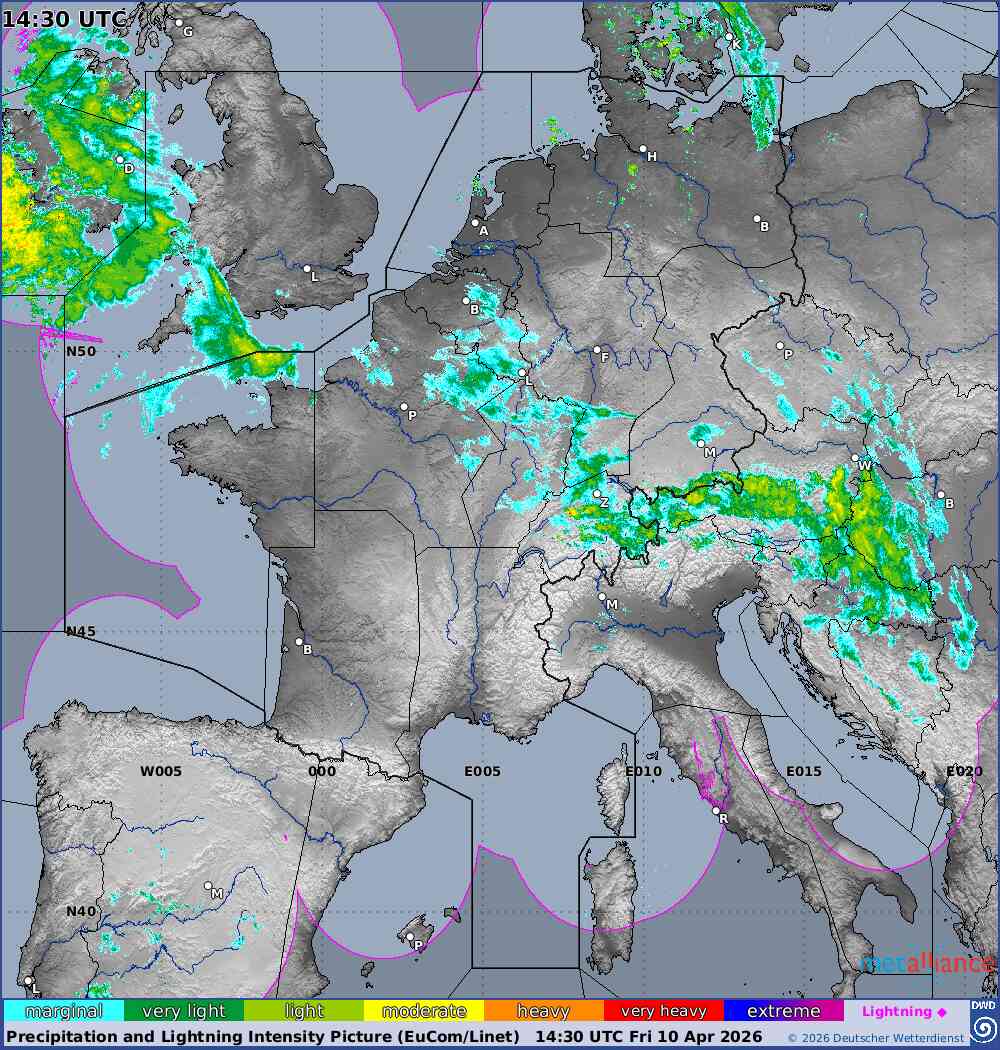 14:30 UTC
G
K
D
H
A
B
L
B
N50
F
P
L
P
M
W
Z
B
M
N45
B
W005
000
E005
E010
E015
E020
R
M
N40
P
metalliance
L
marginal
very light
light
moderate
heavy
very heavy
extreme
Lightning ◆
DWD
Precipitation and Lightning Intensity Picture (EuCom/Linet) 14:30 UTC Fri 10 Apr 2026 © 2026 Deutscher Wetterdienst